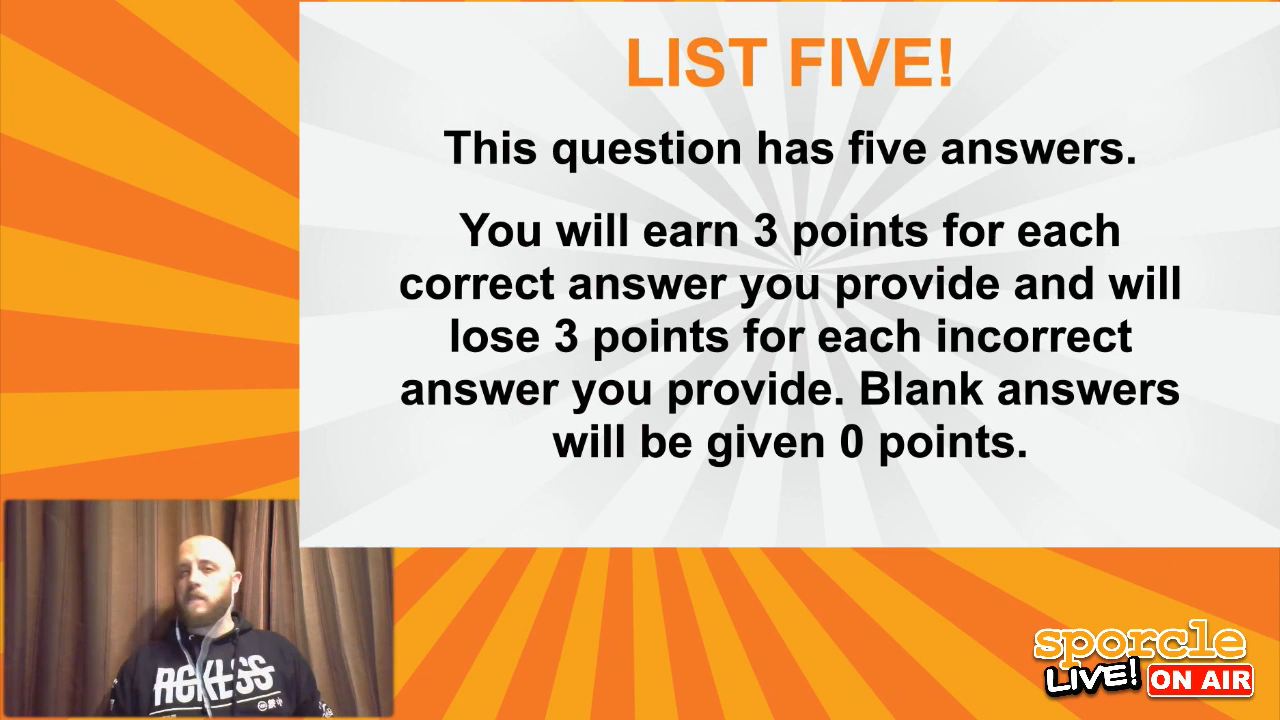 LIST FIVE!
This question has five answers.
You will earn 3 points for each
correct answer you provide and will
lose 3 points for each incorrect
answer you provide. Blank answers
will be given 0 points.
RCKLSS
sporcle
LIVE!
ON AIR